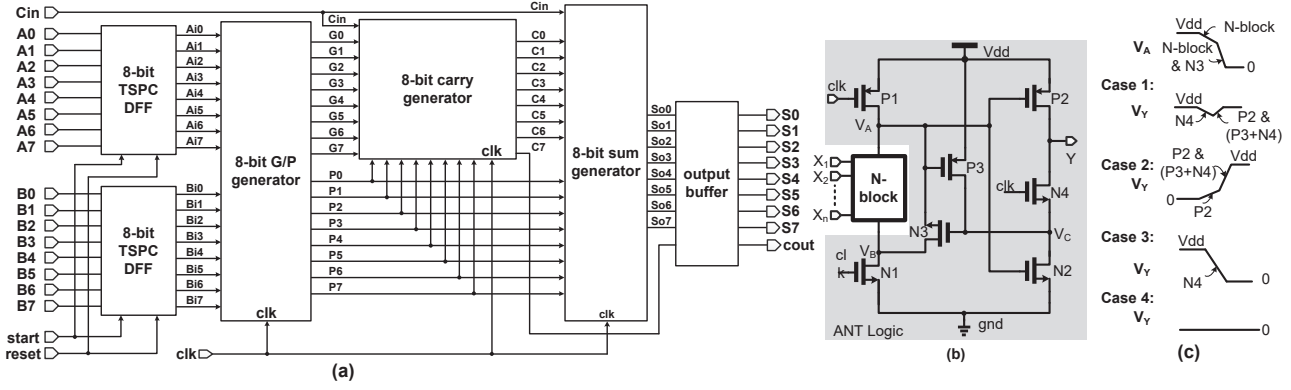 Cin
A0
A1
A2
A3
A4
A5
A6
A7
8-bit
TSPC
DFF
Ai0
Ai1
Ai2
Ai3
Ai4
Ai5
Ai6
Ai7
B0
B1
B2
B3
B4
B5
B6
B7
8-bit
TSPC
DFF
Bi0
Bi1
Bi2
Bi3
Bi4
Bi5
Bi6
Bi7
start
reset
8-bit G/P
generator
clk
clk
Cin
G0
G1
G2
G3
G4
G5
G6
G7
P0
P1
P2
P3
P4
P5
P6
P7
8-bit carry
generator
clk
Cin
C0
C1
C2
C3
C4
C5
C6
C7
8-bit sum
generator
clk
So0
So1
So2
So3
So4
So5
So6
So7
output
buffer
S0
S1
S2
S3
S4
S5
S6
S7
cout
(a)
Vdd
clk
P1
P2
VA
P3
Y
X1
X2
Xn
N-
block
clk
N4
N3
VB
VC
cl
k
N1
N2
ANT Logic
gnd
(b)
Vdd
N-block
VA
N-block
& N3
0
Case 1:
Vdd
VY
N4
P2 &
(P3+N4)
Case 2:
P2 &
(P3+N4)
Vdd
VY
0
P2
Case 3:
Vdd
VY
N4
0
Case 4:
VY
0
(c)